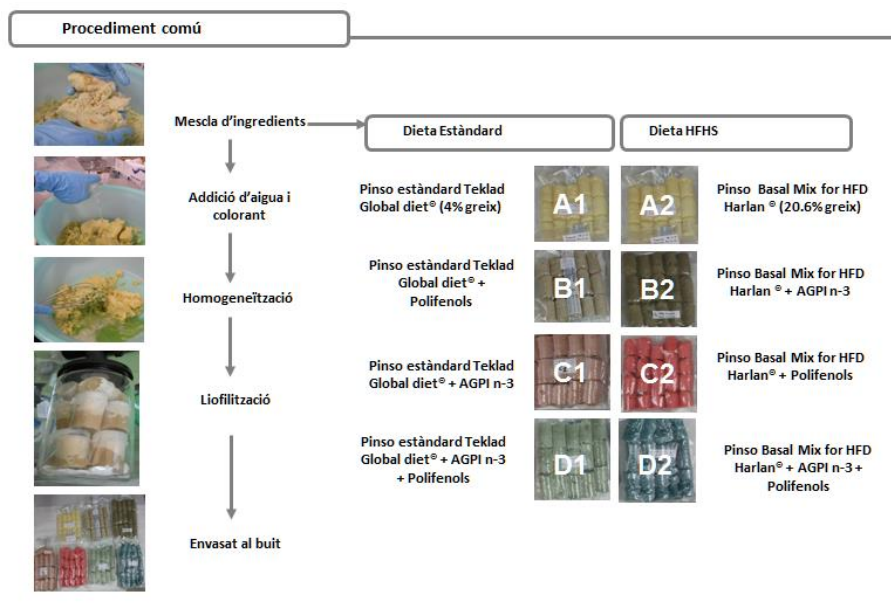 Procediment comú
Mescla d'ingredients
Addició d'aigua i
colorant
Homogeneïtzació
Liofilització
Envasat al buit
Dieta Estàndard
Dieta HFHS
Pinso estàndard Teklad
Global diet® (4% greix)
A1
A2
Pinso Basal Mix for HFD
Harlan ® (20.6% greix)
Pinso estàndard Teklad
Global diet® +
Polifenols
B1
B2
Pinso Basal Mix for HFD
Harlan ® + AGPI n-3
Pinso estàndard Teklad
Global diet® + AGPI n-3
C1
C2
Pinso Basal Mix for HFD
Harlan® + Polifenols
Pinso estàndard Teklad
Global diet® + AGPI n-3
+ Polifenols
D1
D2
Pinso Basal Mix for HFD
Harlan® + AGPI n-3 +
Polifenols